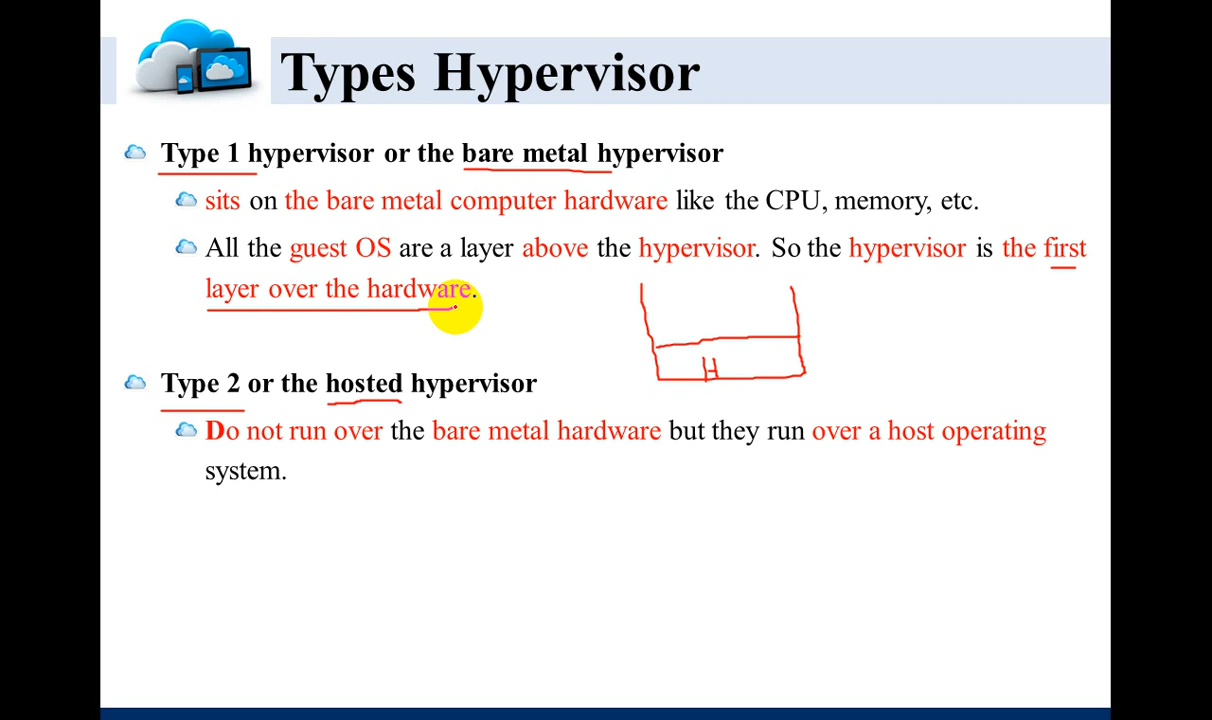 Types Hypervisor
Type 1 hypervisor or the bare metal hypervisor
sits on the bare metal computer hardware like the CPU, memory, etc.
All the guest OS are a layer above the hypervisor. So the hypervisor is the first
layer over the hardware.
H
Type 2 or the hosted hypervisor
Do not run over the bare metal hardware but they run over a host operating
system.